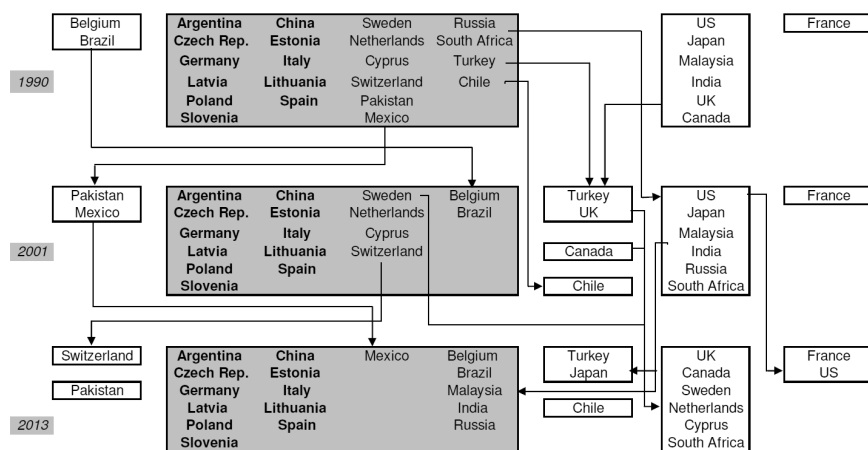 Belgium
Brazil
Argentina China Sweden Russia
Czech Rep. Estonia Netherlands South Africa
Germany Italy Cyprus Turkey
Latvia Lithuania Switzerland Chile
Poland Spain Pakistan
Slovenia Mexico
US
Japan
Malaysia
India
UK
Canada
France
1990
Pakistan
Mexico
Argentina China Sweden Belgium
Czech Rep. Estonia Netherlands Brazil
Germany Italy Cyprus
Latvia Lithuania Switzerland
Poland Spain
Slovenia
Turkey
UK
Canada
Chile
US
Japan
Malaysia
India
Russia
South Africa
France
2001
Switzerland
Pakistan
Argentina China Mexico Belgium
Czech Rep. Estonia Brazil
Germany Italy Malaysia
Latvia Lithuania India
Poland Spain Russia
Slovenia
Turkey
Japan
Chile
UK
Canada
Sweden
Netherlands
Cyprus
South Africa
France
US
2013